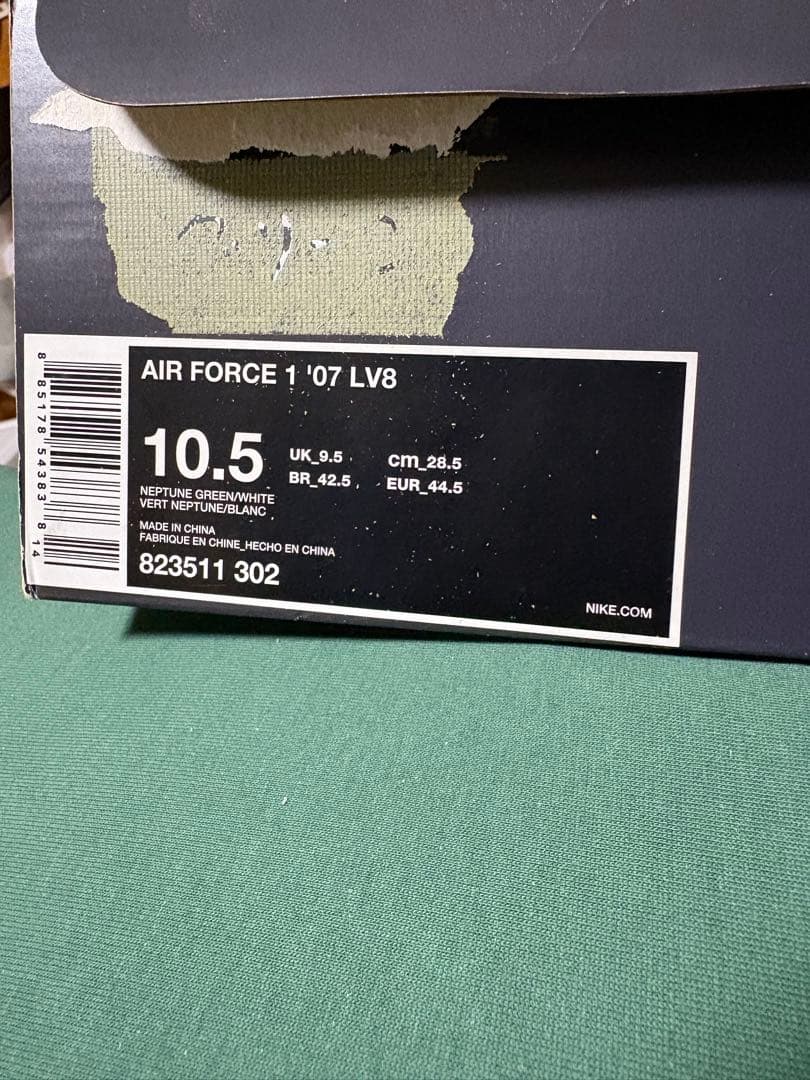 AIR FORCE 1 '07 LV8
10.5
UK_9.5 cm_28.5
BR_42.5 EUR_44.5
NEPTUNE GREEN/WHITE
VERT NEPTUNE/BLANC
MADE IN CHINA
FABRIQUE EN CHINE_HECHO EN CHINA
823511 302
NIKE.COM
8 85178 54383 8 14